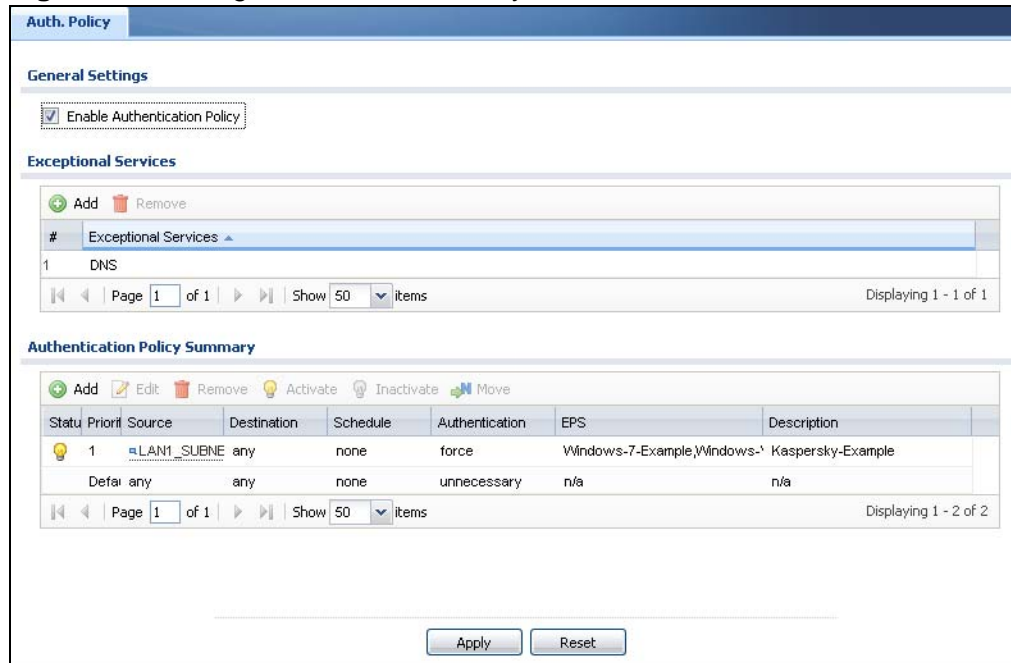 Auth. Policy
General Settings
Enable Authentication Policy
Exceptional Services
Add Remove
# Exceptional Services
1 DNS
Page 1 of 1 Show 50 items Displaying 1 - 1 of 1
Authentication Policy Summary
Add Edit Remove Activate Inactivate Move
Statu Priorit Source Destination Schedule Authentication EPS Description
1 LAN1_SUBNE any none force Windows-7-Example,Windows- Kaspersky-Example
Defau any any none unnecessary n/a n/a
Page 1 of 1 Show 50 items Displaying 1 - 2 of 2
Apply Reset